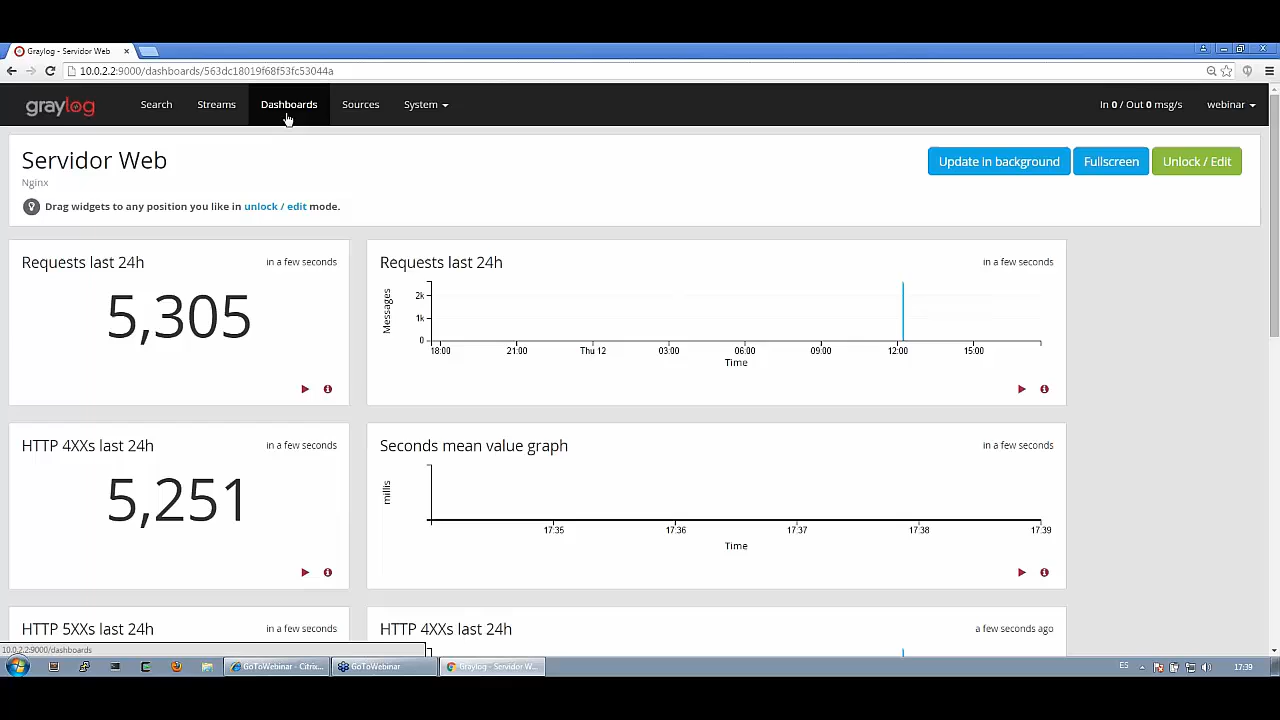 Graylog - Servidor Web
10.0.2.2:9000/dashboards/563dc18019f68f53fc53044a
graylog
Search
Streams
Dashboards
Sources
System
In 0 / Out 0 msg/s
webinar
Servidor Web
Nginx
Update in background
Fullscreen
Unlock / Edit
Drag widgets to any position you like in unlock / edit mode.
Requests last 24h
in a few seconds
5,305
Requests last 24h
in a few seconds
Messages
2k
1k
0
18:00
21:00
Thu 12
03:00
06:00
09:00
12:00
15:00
Time
HTTP 4XXs last 24h
in a few seconds
5,251
Seconds mean value graph
in a few seconds
millis
17:35
17:36
17:37
17:38
17:39
Time
HTTP 5XXs last 24h
in a few seconds
HTTP 4XXs last 24h
a few seconds ago
10.0.2.2:9000/dashboards
GoToWebinar - Citrix...
GoToWebinar
Graylog - Servidor W...
ES
17:39